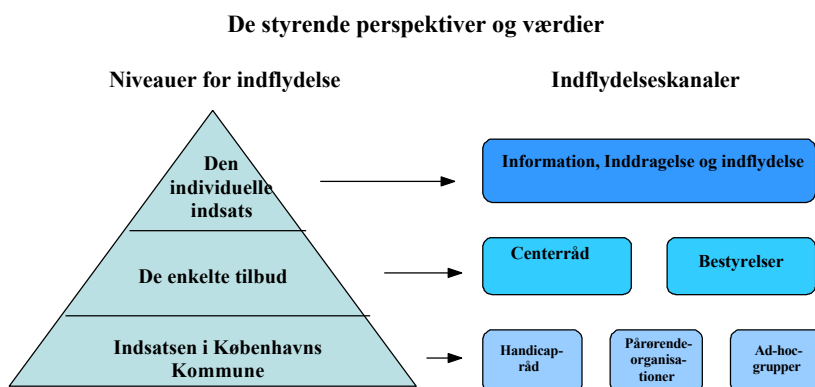 De styrende perspektiver og værdier
Niveauer for indflydelse
Indflydelseskanaler
Den
individuelle
indsats
Information, Inddragelse og indflydelse
De enkelte tilbud
Centerråd
Bestyrelser
Indsatsen i Københavns
Kommune
Handicap-
råd
Pårørende-
organisa-
tioner
Ad-hoc-
grupper